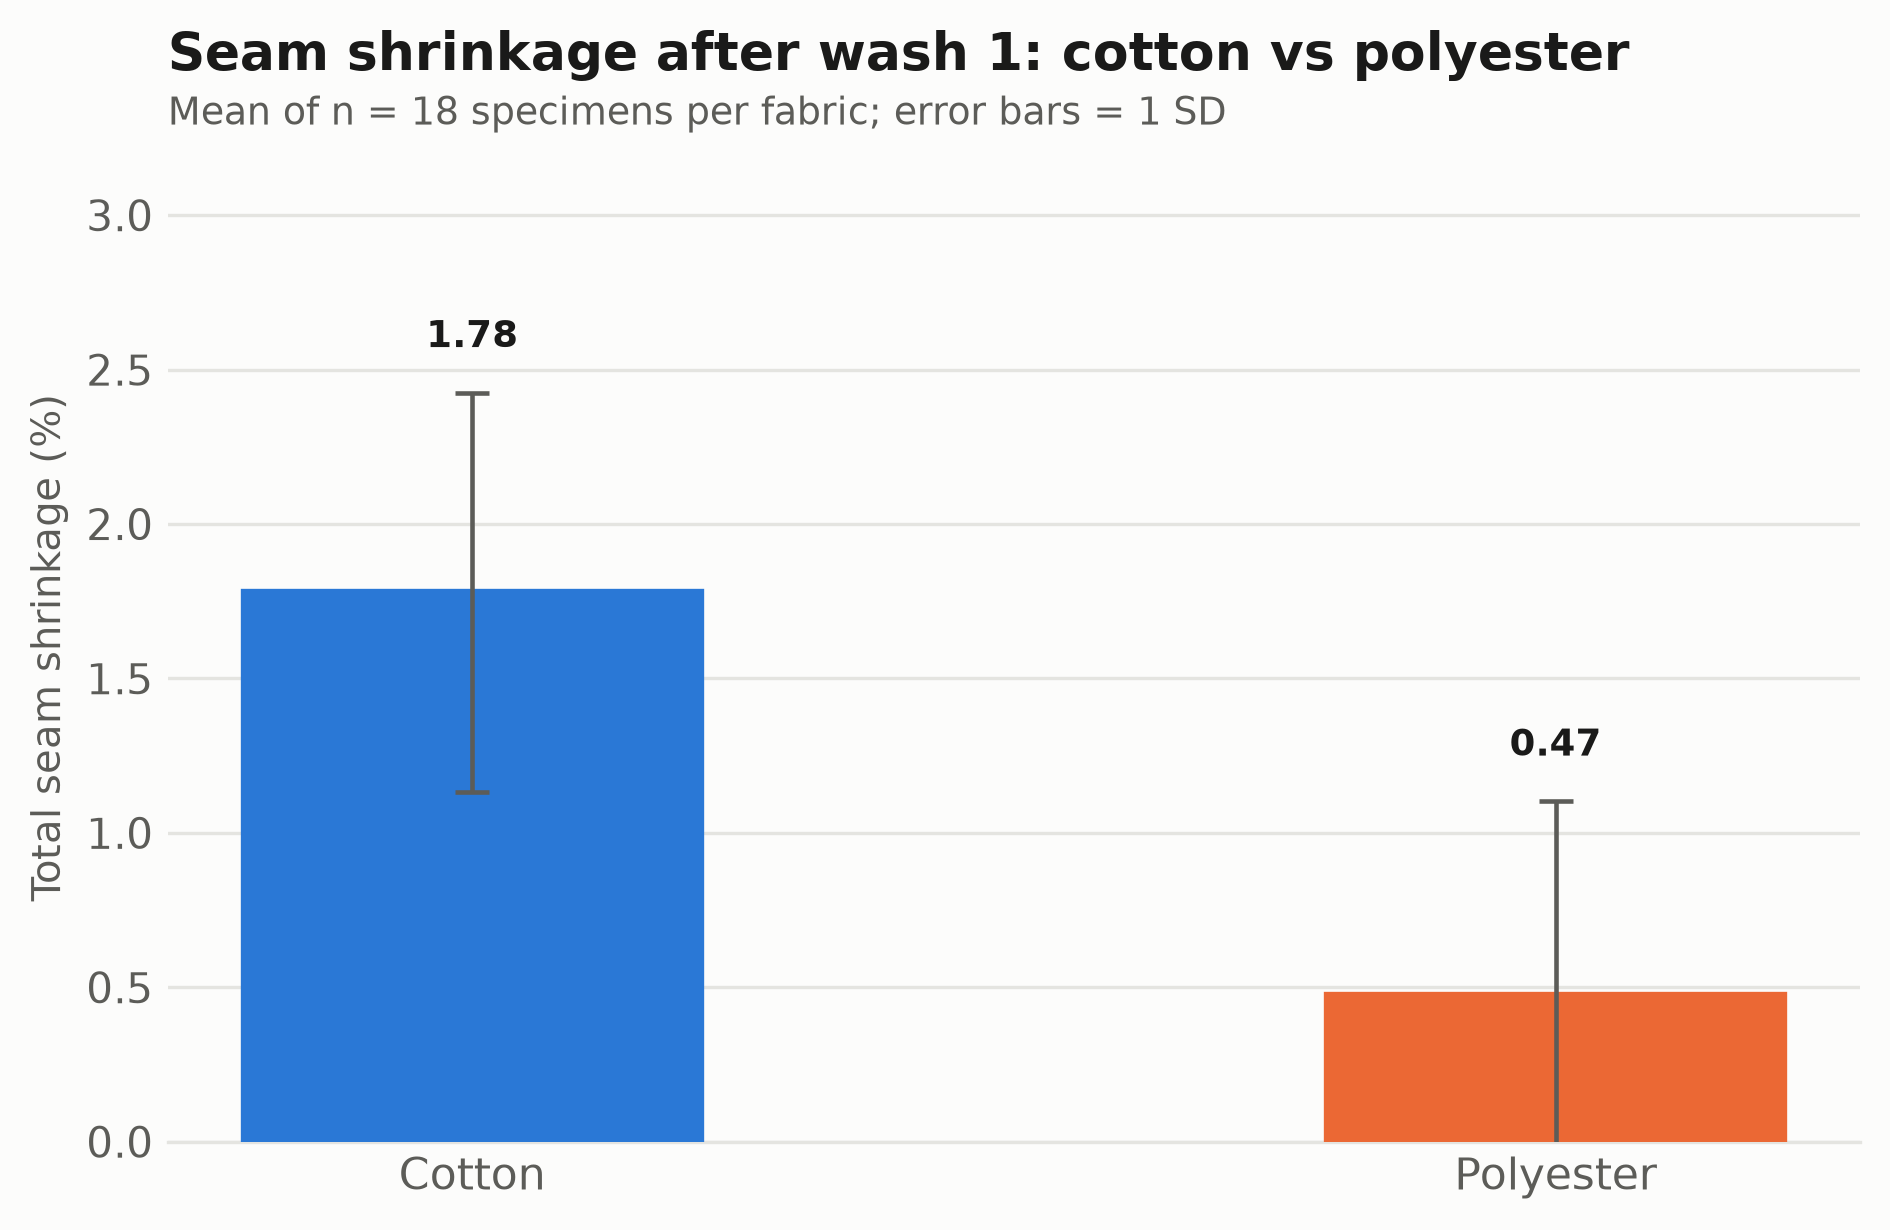 Seam shrinkage after wash 1: cotton vs polyester
Mean of n = 18 specimens per fabric; error bars = 1 SD
Total seam shrinkage (%)
3.0
2.5
2.0
1.5
1.0
0.5
0.0
1.78
0.47
Cotton
Polyester